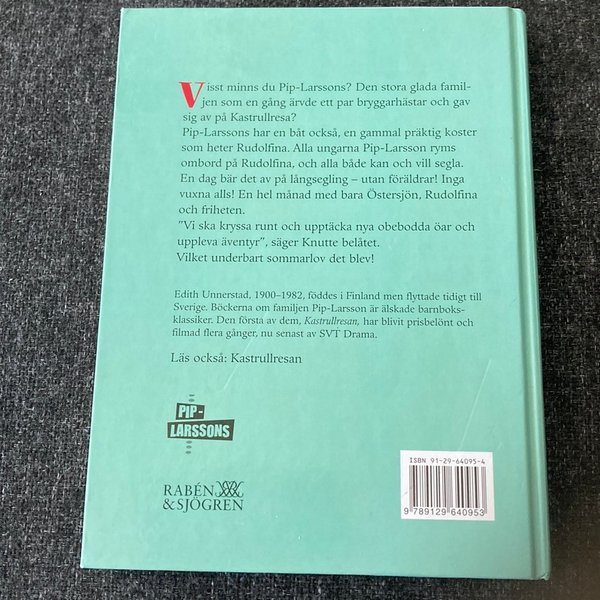 Visst minns du Pip-Larssons? Den stora glada famil-
jen som en gång ärvde ett par bryggarhästar och gav
sig av på Kastrullresa?
Pip-Larssons har en båt också, en gammal präktig koster
som heter Rudolfina. Alla ungarna Pip-Larsson ryms
ombord på Rudolfina, och alla både kan och vill segla.
En dag bär det av på långsegling – utan föräldrar! Inga
vuxna alls! En hel månad med bara Östersjön, Rudolfina
och friheten.
"Vi ska kryssa runt och upptäcka nya obebodda öar och
uppleva äventyr", säger Knutte belåtet.
Vilket underbart sommarlov det blev!
Edith Unnerstad, 1900–1982, föddes i Finland men flyttade tidigt till
Sverige. Böckerna om familjen Pip-Larsson är älskade barnboks-
klassiker. Den första av dem, Kastrullresan, har blivit prisbelönt och
filmad flera gånger, nu senast av SVT Drama.
Läs också: Kastrullresan
PIP-
LARSSONS
RABÉN
& SJÖGREN
ISBN 91-29-64095-4
9 789129 640953